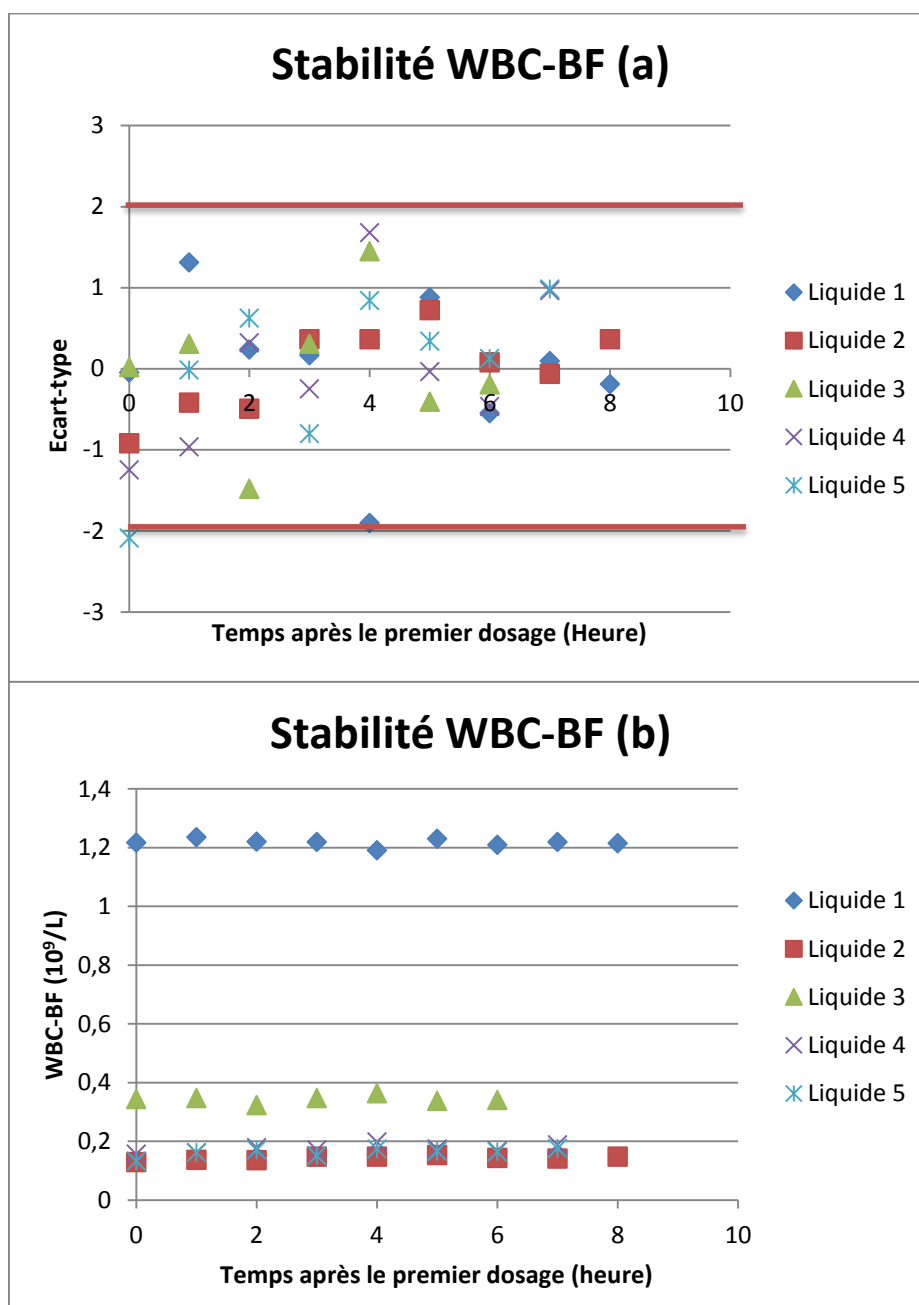 Stabilité WBC-BF (a)
3
2
1
0
-1
-2
-3
Ecart-type
0 2 4 6 8 10
Temps après le premier dosage (Heure)
Liquide 1
Liquide 2
Liquide 3
Liquide 4
Liquide 5
Stabilité WBC-BF (b)
1,4
1,2
1
0,8
0,6
0,4
0,2
0
WBC-BF (10⁹/L)
0 2 4 6 8 10
Temps après le premier dosage (heure)
Liquide 1
Liquide 2
Liquide 3
Liquide 4
Liquide 5